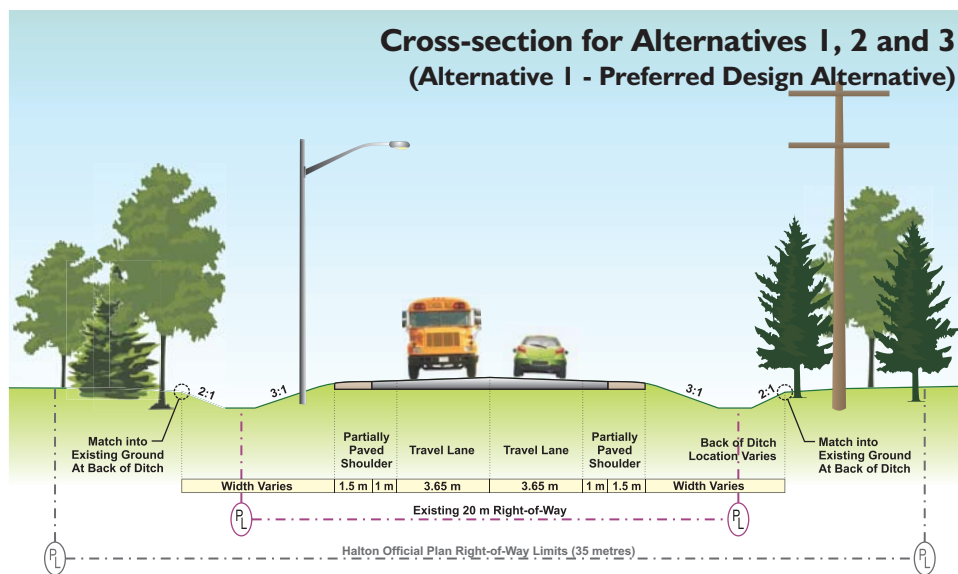 Cross-section for Alternatives 1, 2 and 3
(Alternative 1 - Preferred Design Alternative)
2:1
3:1
3:1
2:1
Match into
Existing Ground
At Back of Ditch
Partially
Paved
Shoulder
Travel Lane
Travel Lane
Partially
Paved
Shoulder
Back of Ditch
Location Varies
Match into
Existing Ground
At Back of Ditch
Width Varies
1.5 m
1 m
3.65 m
3.65 m
1 m
1.5 m
Width Varies
PL
Existing 20 m Right-of-Way
PL
PL
Halton Official Plan Right-of-Way Limits (35 metres)
PL